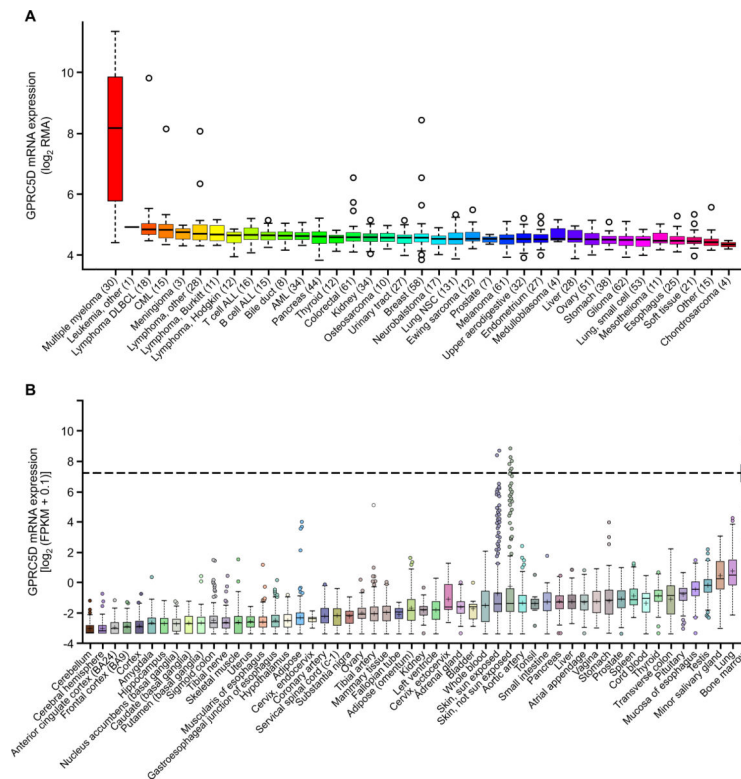 A
GPRC5D mRNA expression
(log2 RMA)
10
8
6
4
Multiple myeloma (30)
Leukemia, other (1)
Lymphoma DLBCL (18)
CML (15)
Meningioma (3)
Lymphoma, other (28)
Lymphoma, Burkitt (11)
Lymphoma, Hodgkin (12)
T cell ALL (16)
B cell ALL (15)
Bile duct (8)
AML (34)
Pancreas (44)
Thyroid (12)
Colorectal (61)
Kidney (34)
Osteosarcoma (10)
Urinary tract (27)
Breast (58)
Neurobalstoma (17)
Lung NSC (131)
Ewing sarcoma (12)
Prostate (7)
Melanoma (61)
Upper aerodigestive (32)
Endometrium (27)
Medulloblasoma (4)
Liver (28)
Ovary (51)
Stomach (38)
Glioma (62)
Lung, small cell (53)
Mesothelioma (11)
Esophagus (25)
Soft tissue (21)
Other (15)
Chondrosarcoma (4)
B
GPRC5D mRNA expression
[log2 (FPKM + 0.1)]
10
8
6
4
2
0
-2
-4
Cerebellum
Cerebral hemisphere
Anterior cingulate cortex (BA24)
Frontal cortex (BA9)
Cortex
Amygdala
Hippocampus
Nucleus accumbens (basal ganglia)
Caudate (basal ganglia)
Putamen (basal ganglia)
Sigmoid colon
Tibial nerve
Skeletal muscle
Uterus
Muscularis of esophagus
Gastroesophageal junction of esophagus
Hypothalamus
Adipose
Cervix, endocervix
Coronary artery
Servical spinal cord (c-1)
Substantia nigra
Ovary
Tibial artery
Mammary tissue
Fallopian tube
Adipose (omentum)
Kidney
Left ventricle
Cervix Ectocervix
Adrenal gland
Bladder
Whole blood
Skin, sun exposed
Skin, not sun exposed
Aortic artery
Tonsil
Small intestine
Pancreas
Liver
Atrial appendage
Vagina
Prostate
Stomach
Spleen
Cord blood
Thyroid
Transverse colon
Mucosa of esophagus
Pituitary
Testis
Minor salivary gland
Lung
Bone marrow